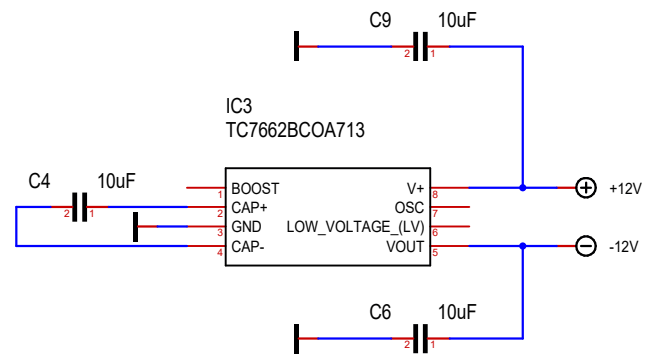 C9 10uF
2 1
IC3
TC7662BCOA713
C4 10uF
2 1
1 BOOST V+ 8
+12V
2 CAP+ OSC 7
3 GND LOW_VOLTAGE_(LV) 6
4 CAP- VOUT 5
-12V
C6 10uF
2 1